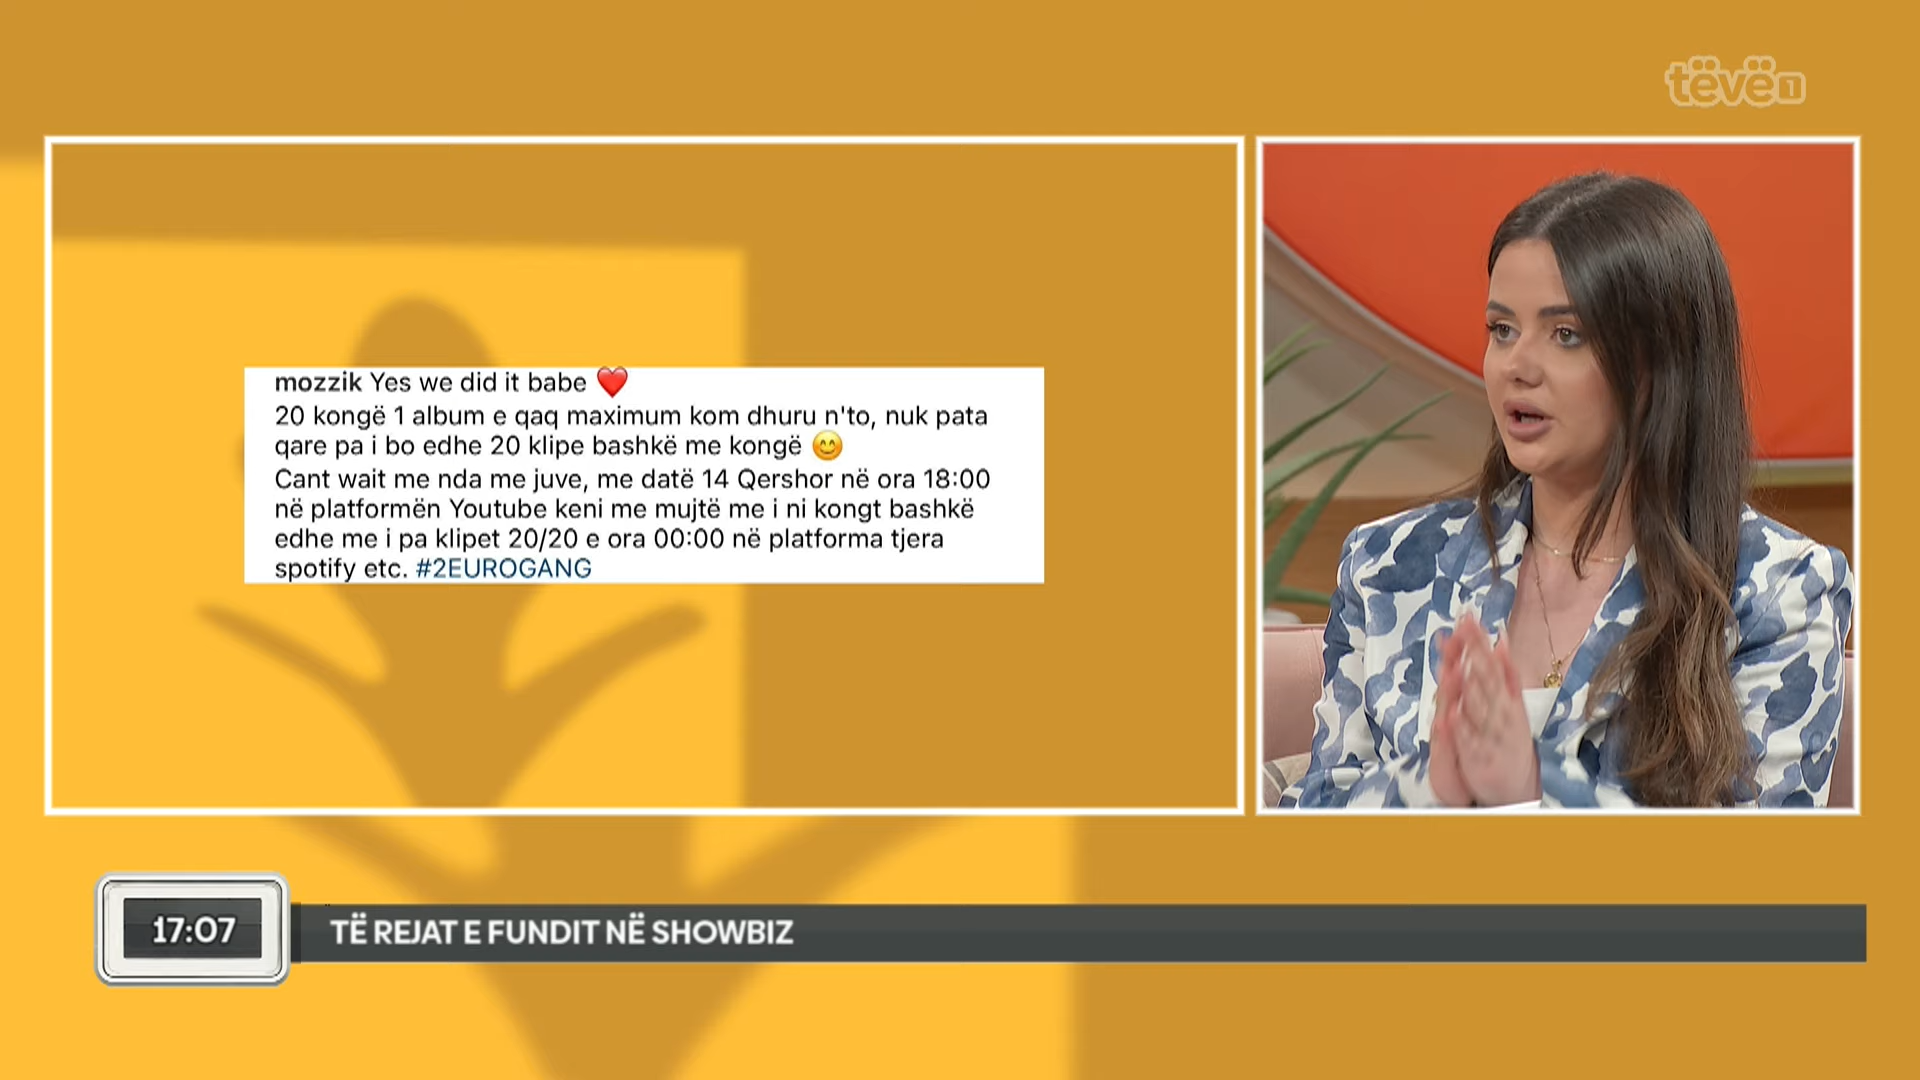 tëvë1
mozzik Yes we did it babe ❤️
20 kongë 1 album e qaq maximum kom dhuru n'to, nuk pata
qare pa i bo edhe 20 klipe bashkë me kongë 😊
Cant wait me nda me juve, me datë 14 Qershor në ora 18:00
në platformën Youtube keni me mujtë me i ni kongt bashkë
edhe me i pa klipet 20/20 e ora 00:00 në platforma tjera
spotify etc. #2EUROGANG
17:07
TË REJAT E FUNDIT NË SHOWBIZ